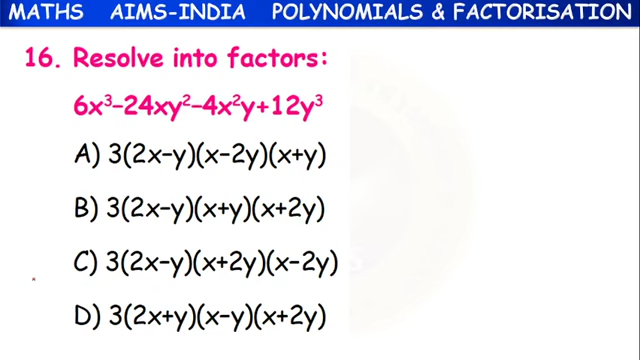 MATHS AIMS-INDIA POLYNOMIALS & FACTORISATION
16. Resolve into factors:
6x³–24xy²–4x²y+12y³
A) 3(2x–y)(x–2y)(x+y)
B) 3(2x–y)(x+y)(x+2y)
C) 3(2x–y)(x+2y)(x–2y)
D) 3(2x+y)(x–y)(x+2y)